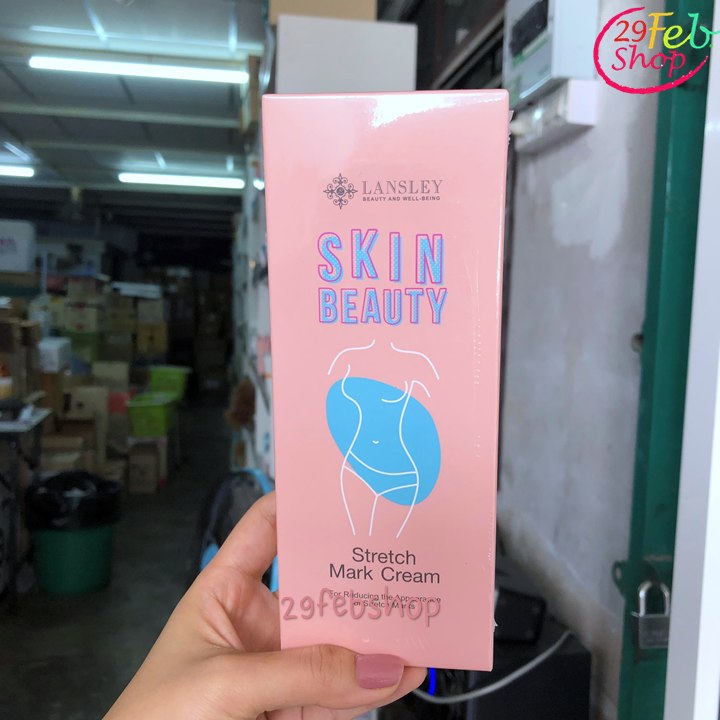 29Feb
Shop
LANSLEY
BEAUTY AND WELL-BEING
SKIN
BEAUTY
Stretch
Mark Cream
For Reducing the Appearance
of Stretch Marks
29febshop